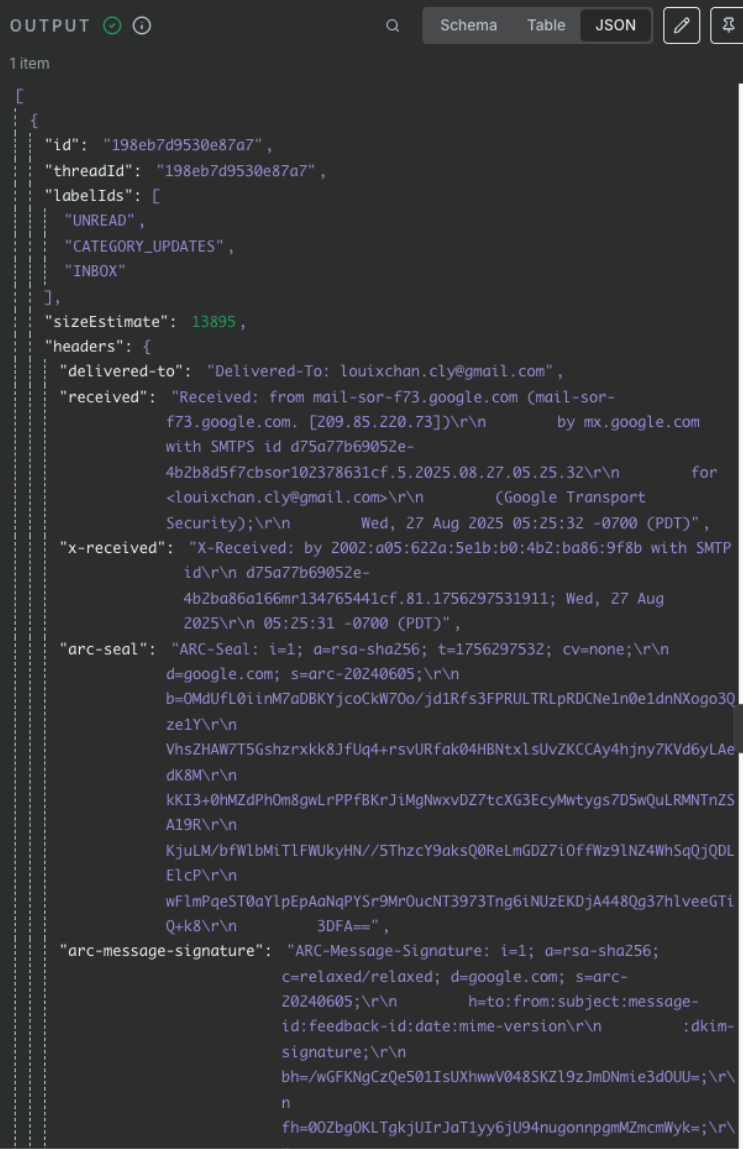 OUTPUT
Schema Table JSON
1 item
[
{
"id": "198eb7d9530e87a7",
"threadId": "198eb7d9530e87a7",
"labelIds": [
"UNREAD",
"CATEGORY_UPDATES",
"INBOX"
],
"sizeEstimate": 13895,
"headers": {
"delivered-to": "Delivered-To: louixchan.cly@gmail.com",
"received": "Received: from mail-sor-f73.google.com (mail-sor-
f73.google.com. [209.85.220.73])\r\n by mx.google.com
with SMTPS id d75a77b69052e-
4b2b8d5f7cbsor102378631cf.5.2025.08.27.05.25.32\r\n for
<louixchan.cly@gmail.com>\r\n (Google Transport
Security);\r\n Wed, 27 Aug 2025 05:25:32 -0700 (PDT)",
"x-received": "X-Received: by 2002:a05:622a:5e1b:b0:4b2:ba86:9f8b with SMTP
id\r\n d75a77b69052e-
4b2ba86a166mr134765441cf.81.1756297531911; Wed, 27 Aug
2025\r\n 05:25:31 -0700 (PDT)",
"arc-seal": "ARC-Seal: i=1; a=rsa-sha256; t=1756297532; cv=none;\r\n
d=google.com; s=arc-20240605;\r\n
b=OMdUfL0iinM7aDBKYjcoCkW7Oo/jd1Rfs3FPRULTRLpRDCNe1n0e1dnNXogo3Q
ze1Y\r\n
VhsZHAW7T5Gshzrxkk8JfUq4+rsvURfak04HBNtxlsUvZKCCAy4hjny7KVd6yLAe
dK8M\r\n
kKI3+0hMZdPhOm8gwLrPPfBKrJiMgNwxvDZ7tcXG3EcyMwtygs7D5wQuLRMNTnZS
A19R\r\n
KjuLM/bfWlbMiTlFWUkyHN//5ThzcY9aksQ0ReLmGDZ7iOffWz9lNZ4WhSqQjQDL
ElcP\r\n
wFlmPqeST0aYlpEpAaNqPYSr9MrOucNT3973Tng6iNUzEKDjA448Qg37hlveeGTi
Q+k8\r\n 3DFA==",
"arc-message-signature": "ARC-Message-Signature: i=1; a=rsa-sha256;
c=relaxed/relaxed; d=google.com; s=arc-
20240605;\r\n h=to:from:subject:message-
id:feedback-id:date:mime-version\r\n :dkim-
signature;\r\n
bh=/wGFKNgCzQe501IsUXhwwV048SKZl9zJmDNmie3dOUU=;\r\
n
fh=0OZbgOKLTgkjUIrJaT1yy6jU94nugonnpgmMZmcmWyk=;\r\